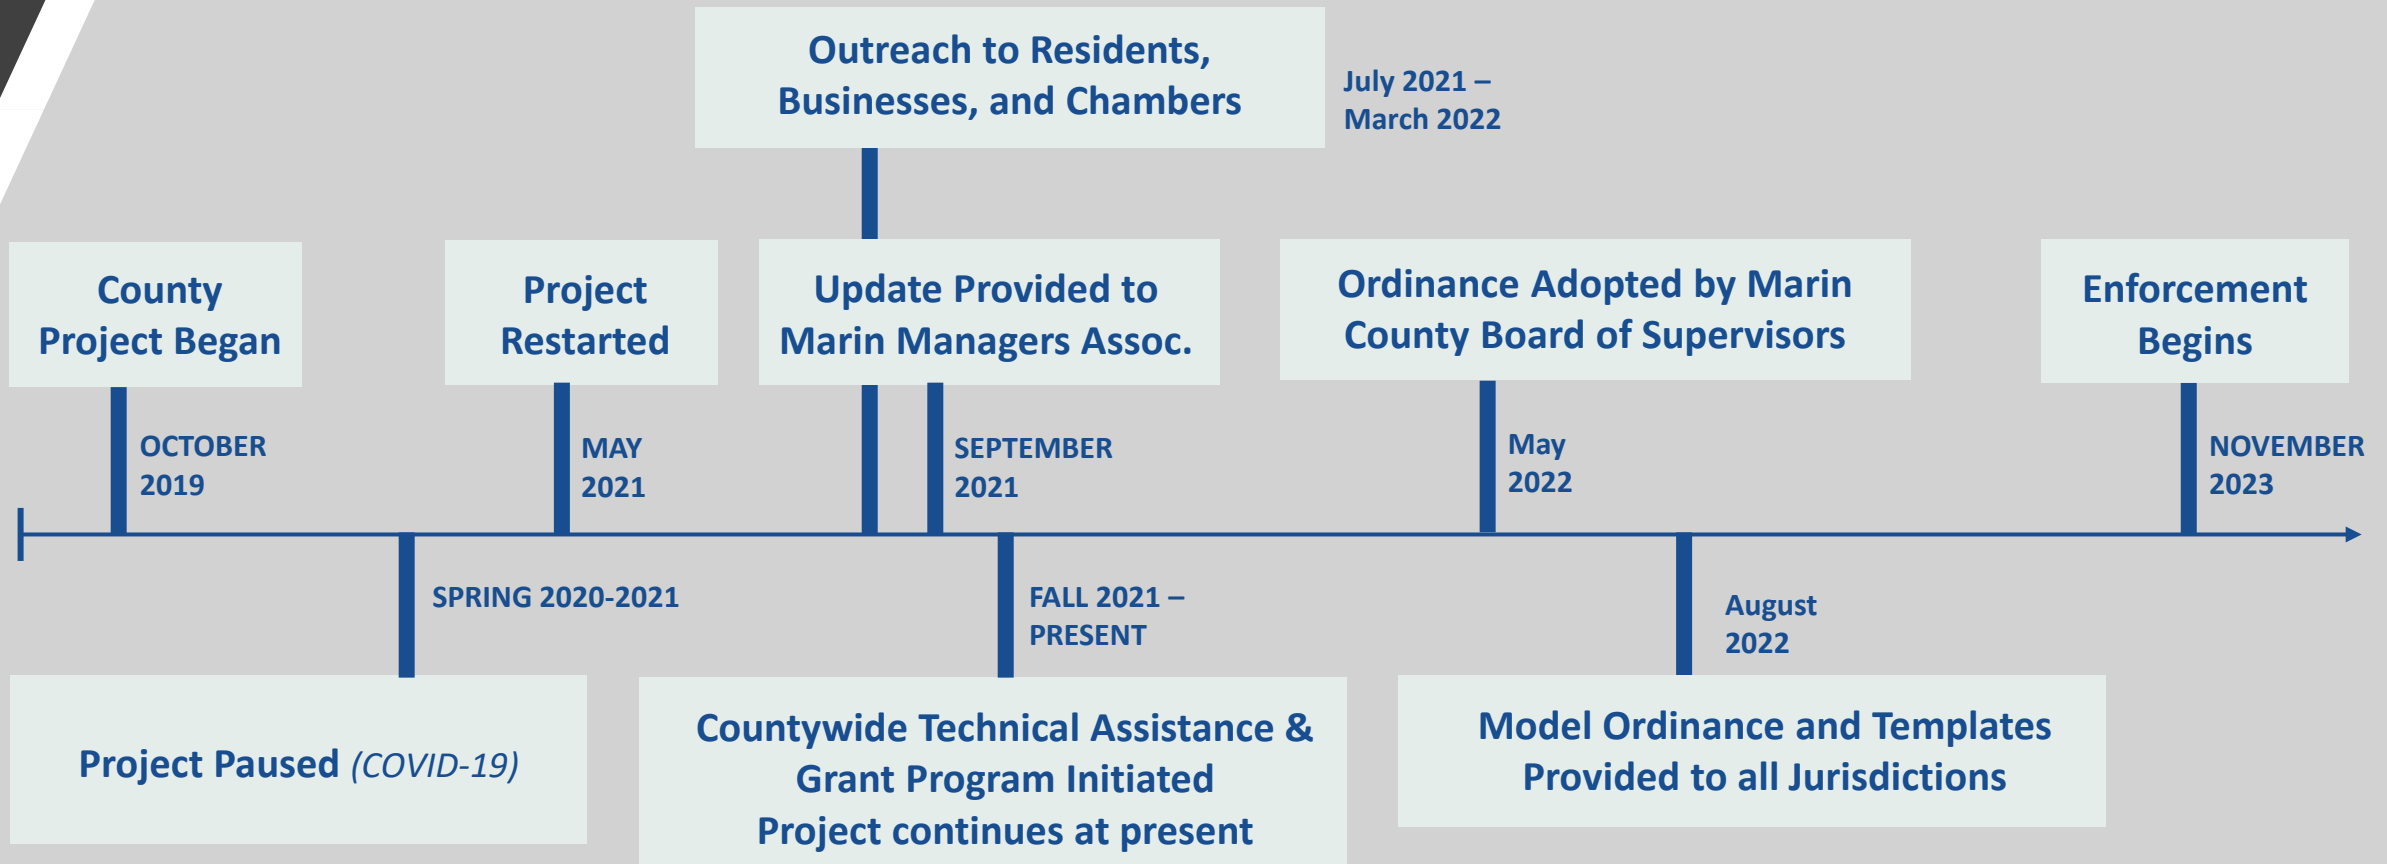 Outreach to Residents,
Businesses, and Chambers
July 2021 –
March 2022
County
Project Began
OCTOBER
2019
Project
Restarted
MAY
2021
Update Provided to
Marin Managers Assoc.
SEPTEMBER
2021
Ordinance Adopted by Marin
County Board of Supervisors
May
2022
Enforcement
Begins
NOVEMBER
2023
SPRING 2020-2021
Project Paused (COVID-19)
FALL 2021 –
PRESENT
Countywide Technical Assistance &
Grant Program Initiated
Project continues at present
August
2022
Model Ordinance and Templates
Provided to all Jurisdictions